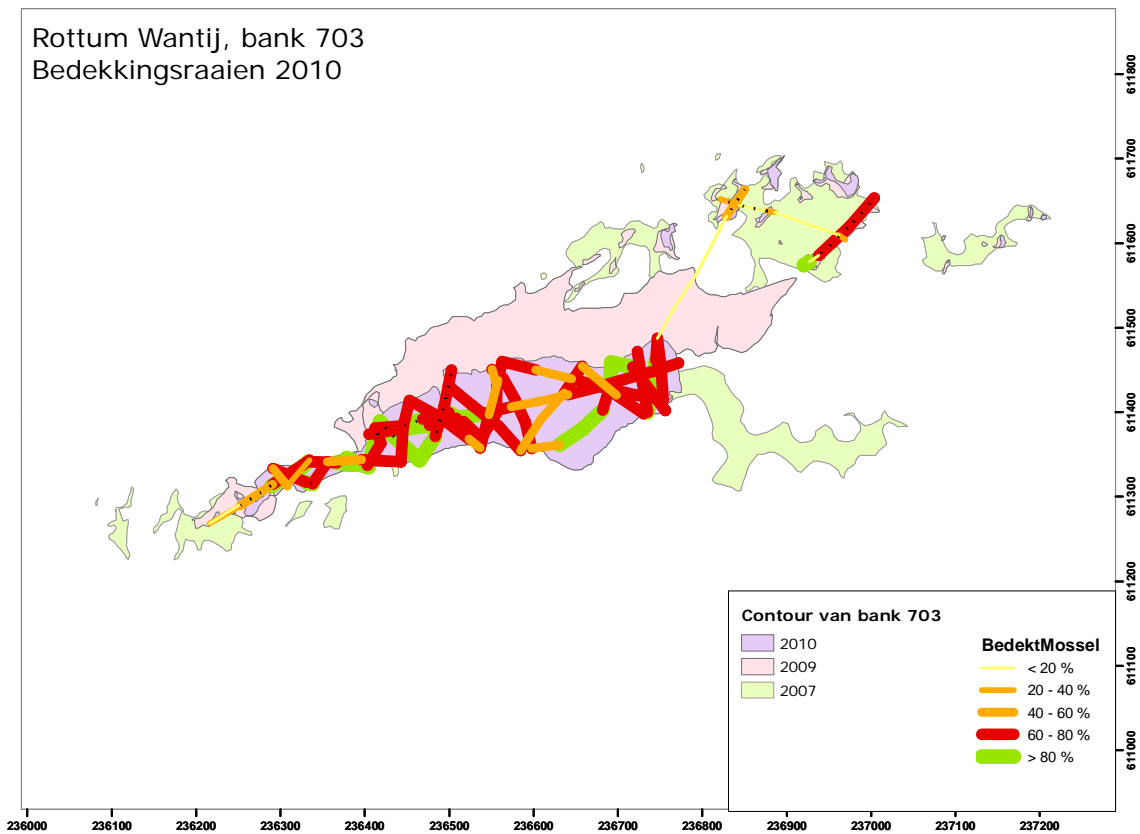 Rottum Wantij, bank 703
Bedekkingsraaien 2010
611800
611700
611600
611500
611400
611300
611200
611100
611000
Contour van bank 703
2010
2009
2007
BedektMossel
< 20 %
20 - 40 %
40 - 60 %
60 - 80 %
> 80 %
236000 236100 236200 236300 236400 236500 236600 236700 236800 236900 237000 237100 237200